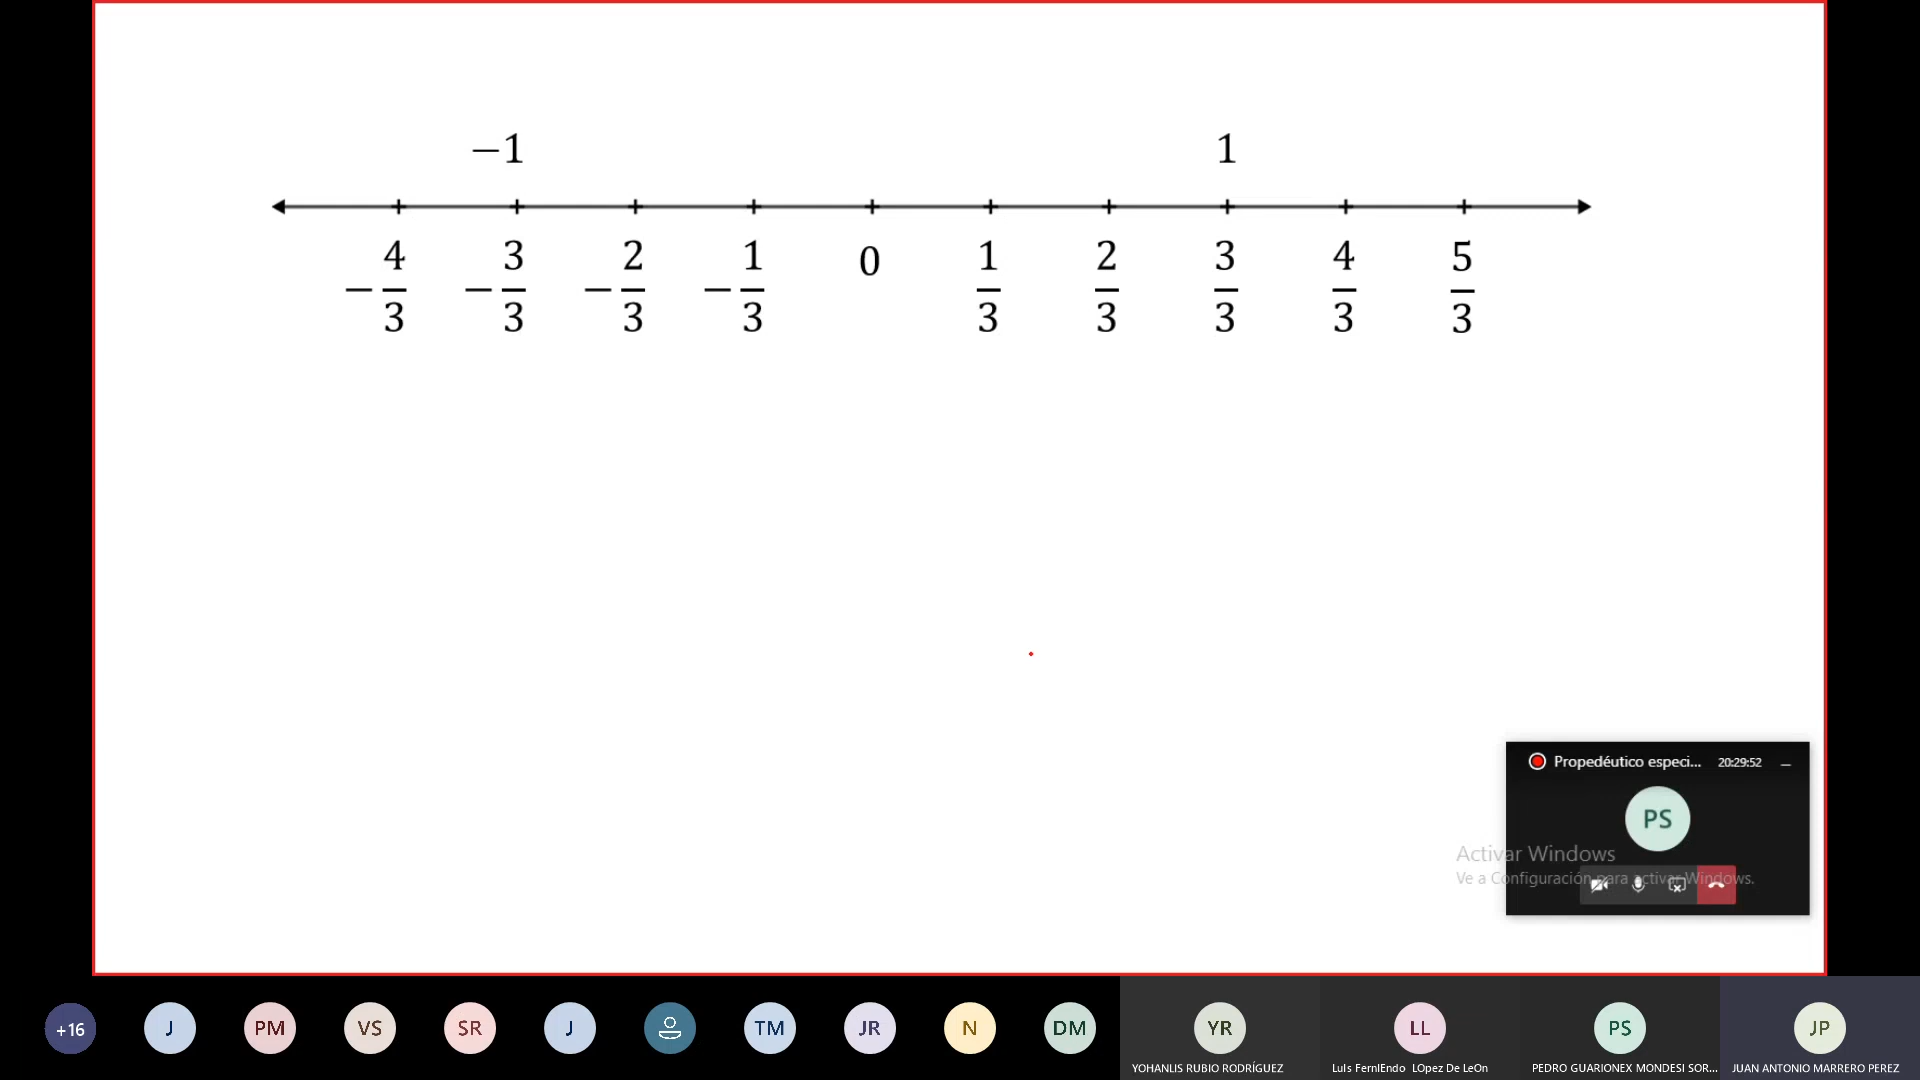 −1 1
−4/3 −3/3 −2/3 −1/3 0 1/3 2/3 3/3 4/3 5/3
Propedéutico especi... 20:29:52
PS
Activar Windows
Ve a Configuración para activar Windows.
+16 J PM VS SR J TM JR N DM YR LL PS JP
YOHANLIS RUBIO RODRÍGUEZ LuIs FernIEndo LOpez De LeOn PEDRO GUARIONEX MONDESI SOR... JUAN ANTONIO MARRERO PEREZ